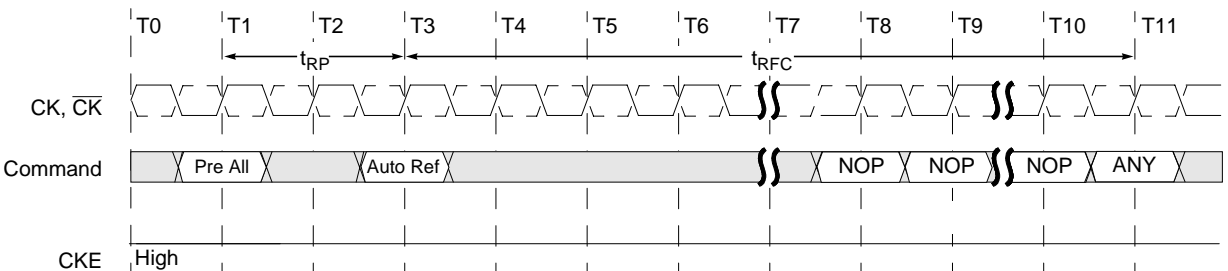 T0 T1 T2 T3 T4 T5 T6 T7 T8 T9 T10 T11
tRP tRFC
CK, CK
Command Pre All Auto Ref NOP NOP NOP ANY
CKE High